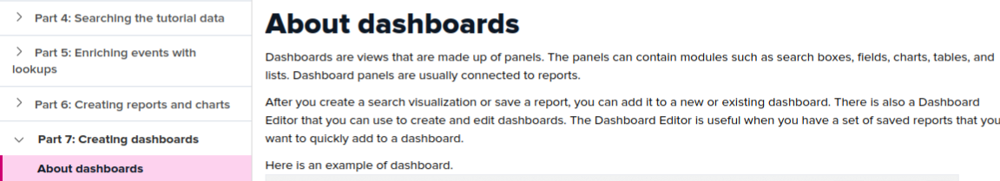 Part 4: Searching the tutorial data
Part 5: Enriching events with
lookups
Part 6: Creating reports and charts
Part 7: Creating dashboards
About dashboards
About dashboards
Dashboards are views that are made up of panels. The panels can contain modules such as search boxes, fields, charts, tables, and
lists. Dashboard panels are usually connected to reports.
After you create a search visualization or save a report, you can add it to a new or existing dashboard. There is also a Dashboard
Editor that you can use to create and edit dashboards. The Dashboard Editor is useful when you have a set of saved reports that you
want to quickly add to a dashboard.
Here is an example of dashboard.